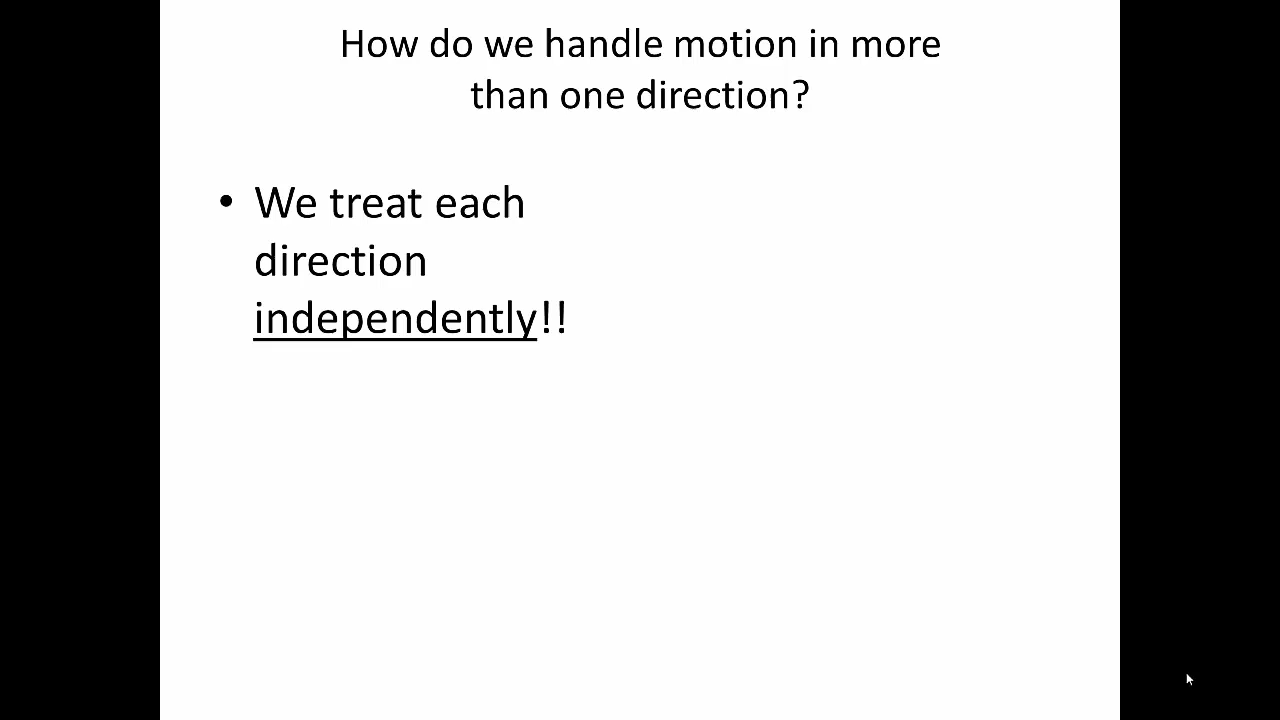 How do we handle motion in more
than one direction?
• We treat each
direction
independently!!